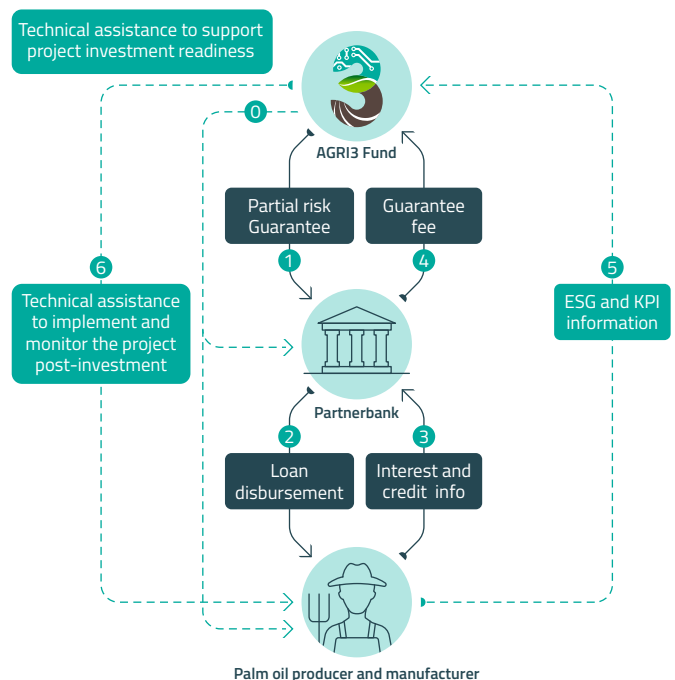 Technical assistance to support
project investment readiness
0
AGRI3 Fund
Partial risk
Guarantee
Guarantee
fee
1
4
6
5
Technical assistance
to implement and
monitor the project
post-investment
ESG and KPI
information
Partnerbank
2
3
Loan
disbursement
Interest and
credit info
Palm oil producer and manufacturer